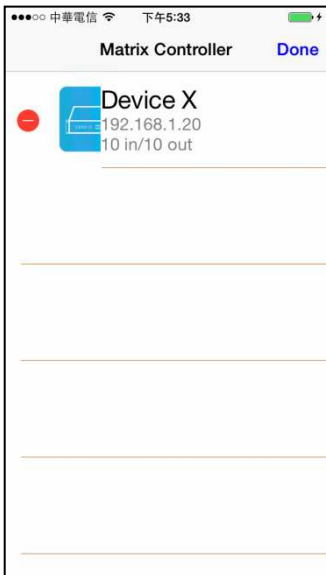 中華電信 下午5:33
Matrix Controller Done
Device X
192.168.1.20
10 in/10 out